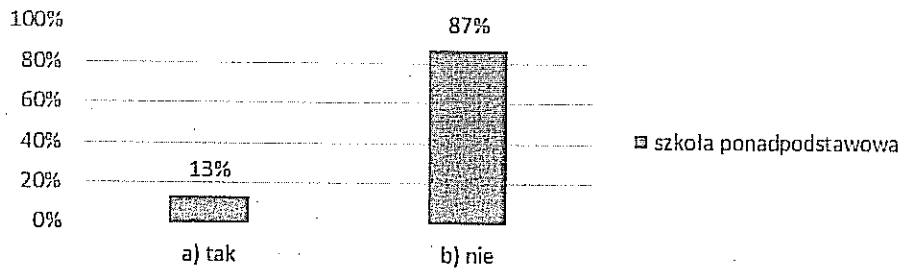 100%
87%
80%
60%
40%
szkoła ponadpodstawowa
13%
20%
0%
a) tak
b) nie